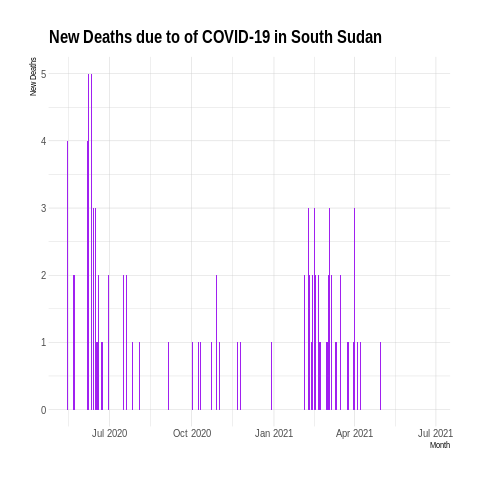 New Deaths due to of COVID-19 in South Sudan
New Deaths
5
4
3
2
1
0
Jul 2020 Oct 2020 Jan 2021 Apr 2021 Jul 2021
Month